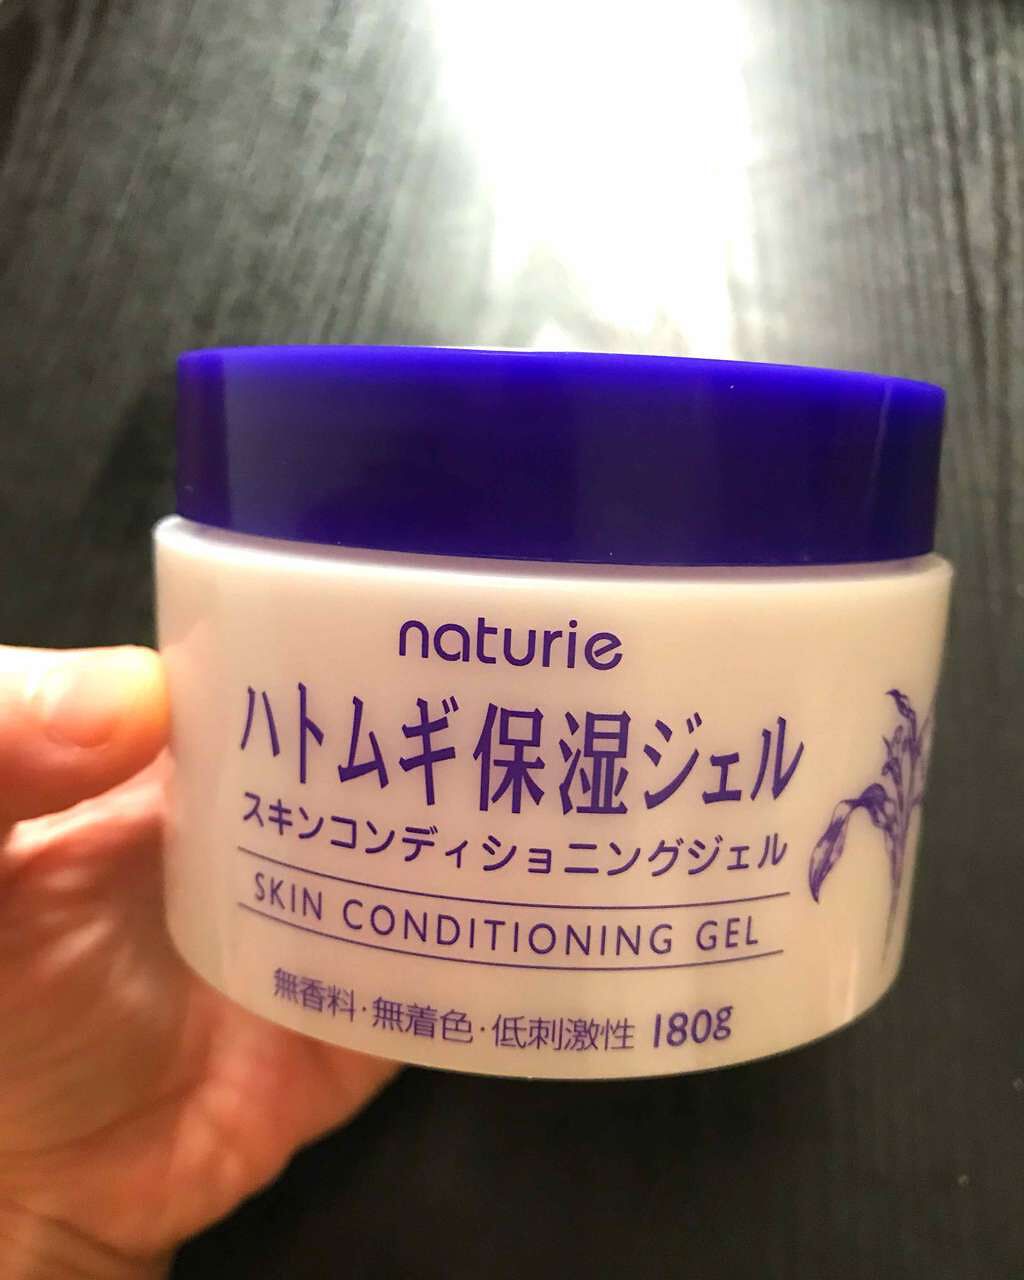 naturie
ハトムギ保湿ジェル
スキンコンディショニングジェル
SKIN CONDITIONING GEL
無香料・無着色・低刺激性 180g